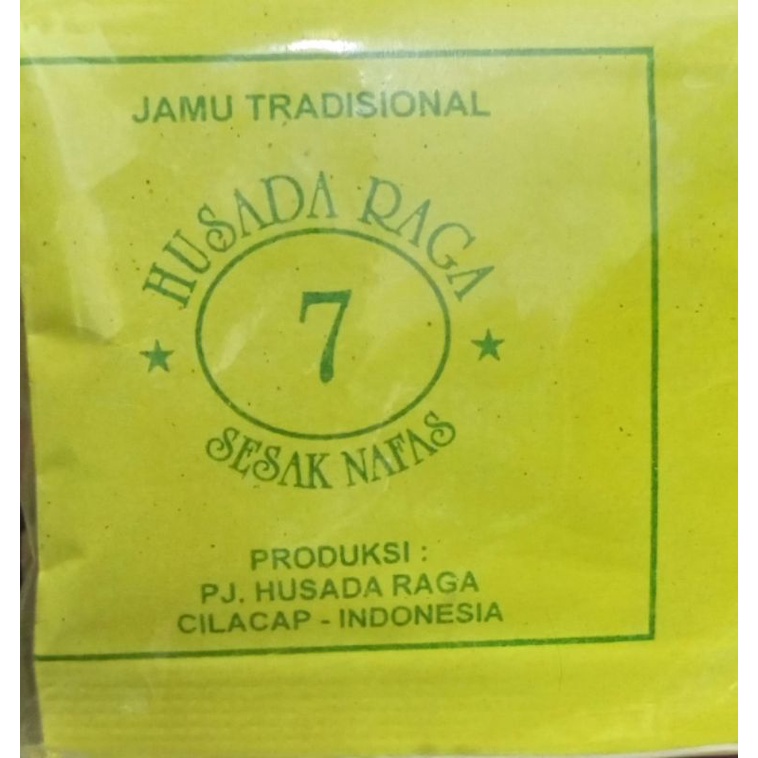 JAMU TRADISIONAL
HUSADA RAGA
7
SESAK NAFAS
PRODUKSI :
PJ. HUSADA RAGA
CILACAP - INDONESIA